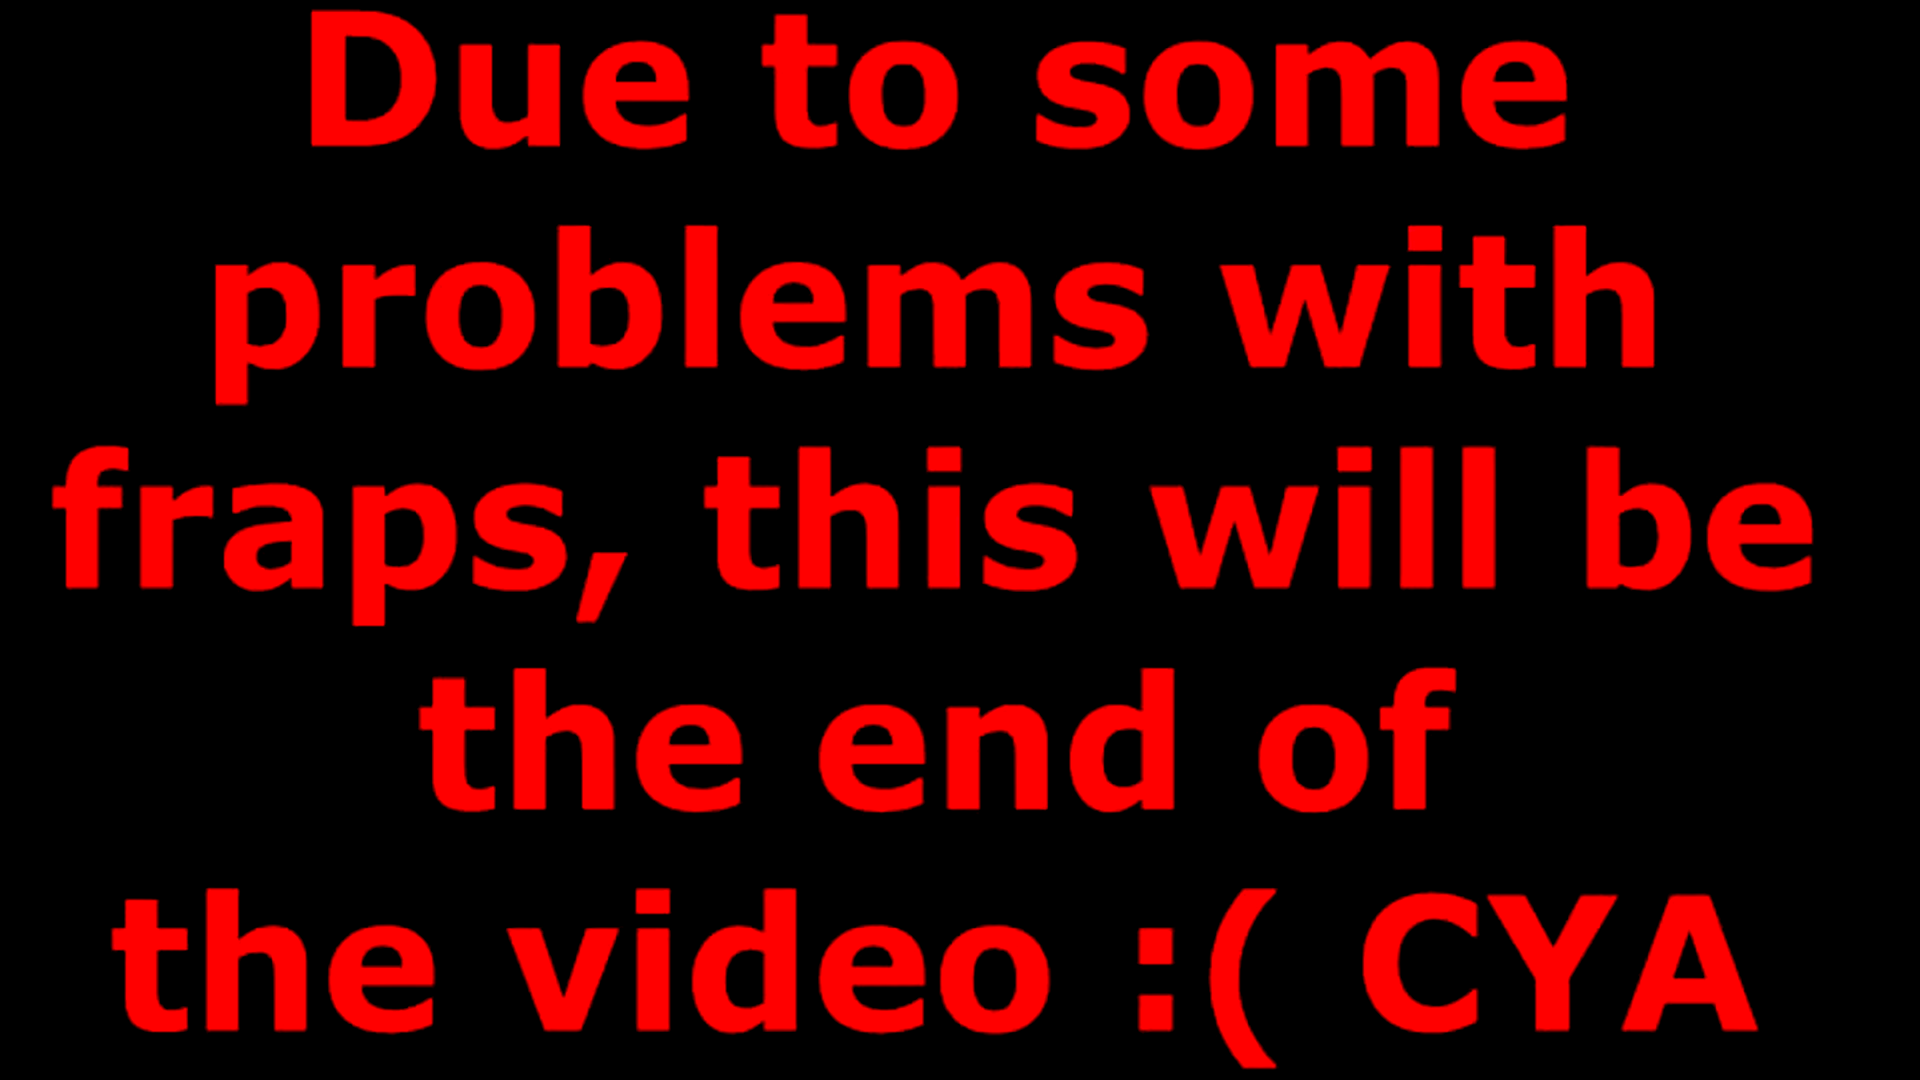 Due to some
problems with
fraps, this will be
the end of
the video :( CYA